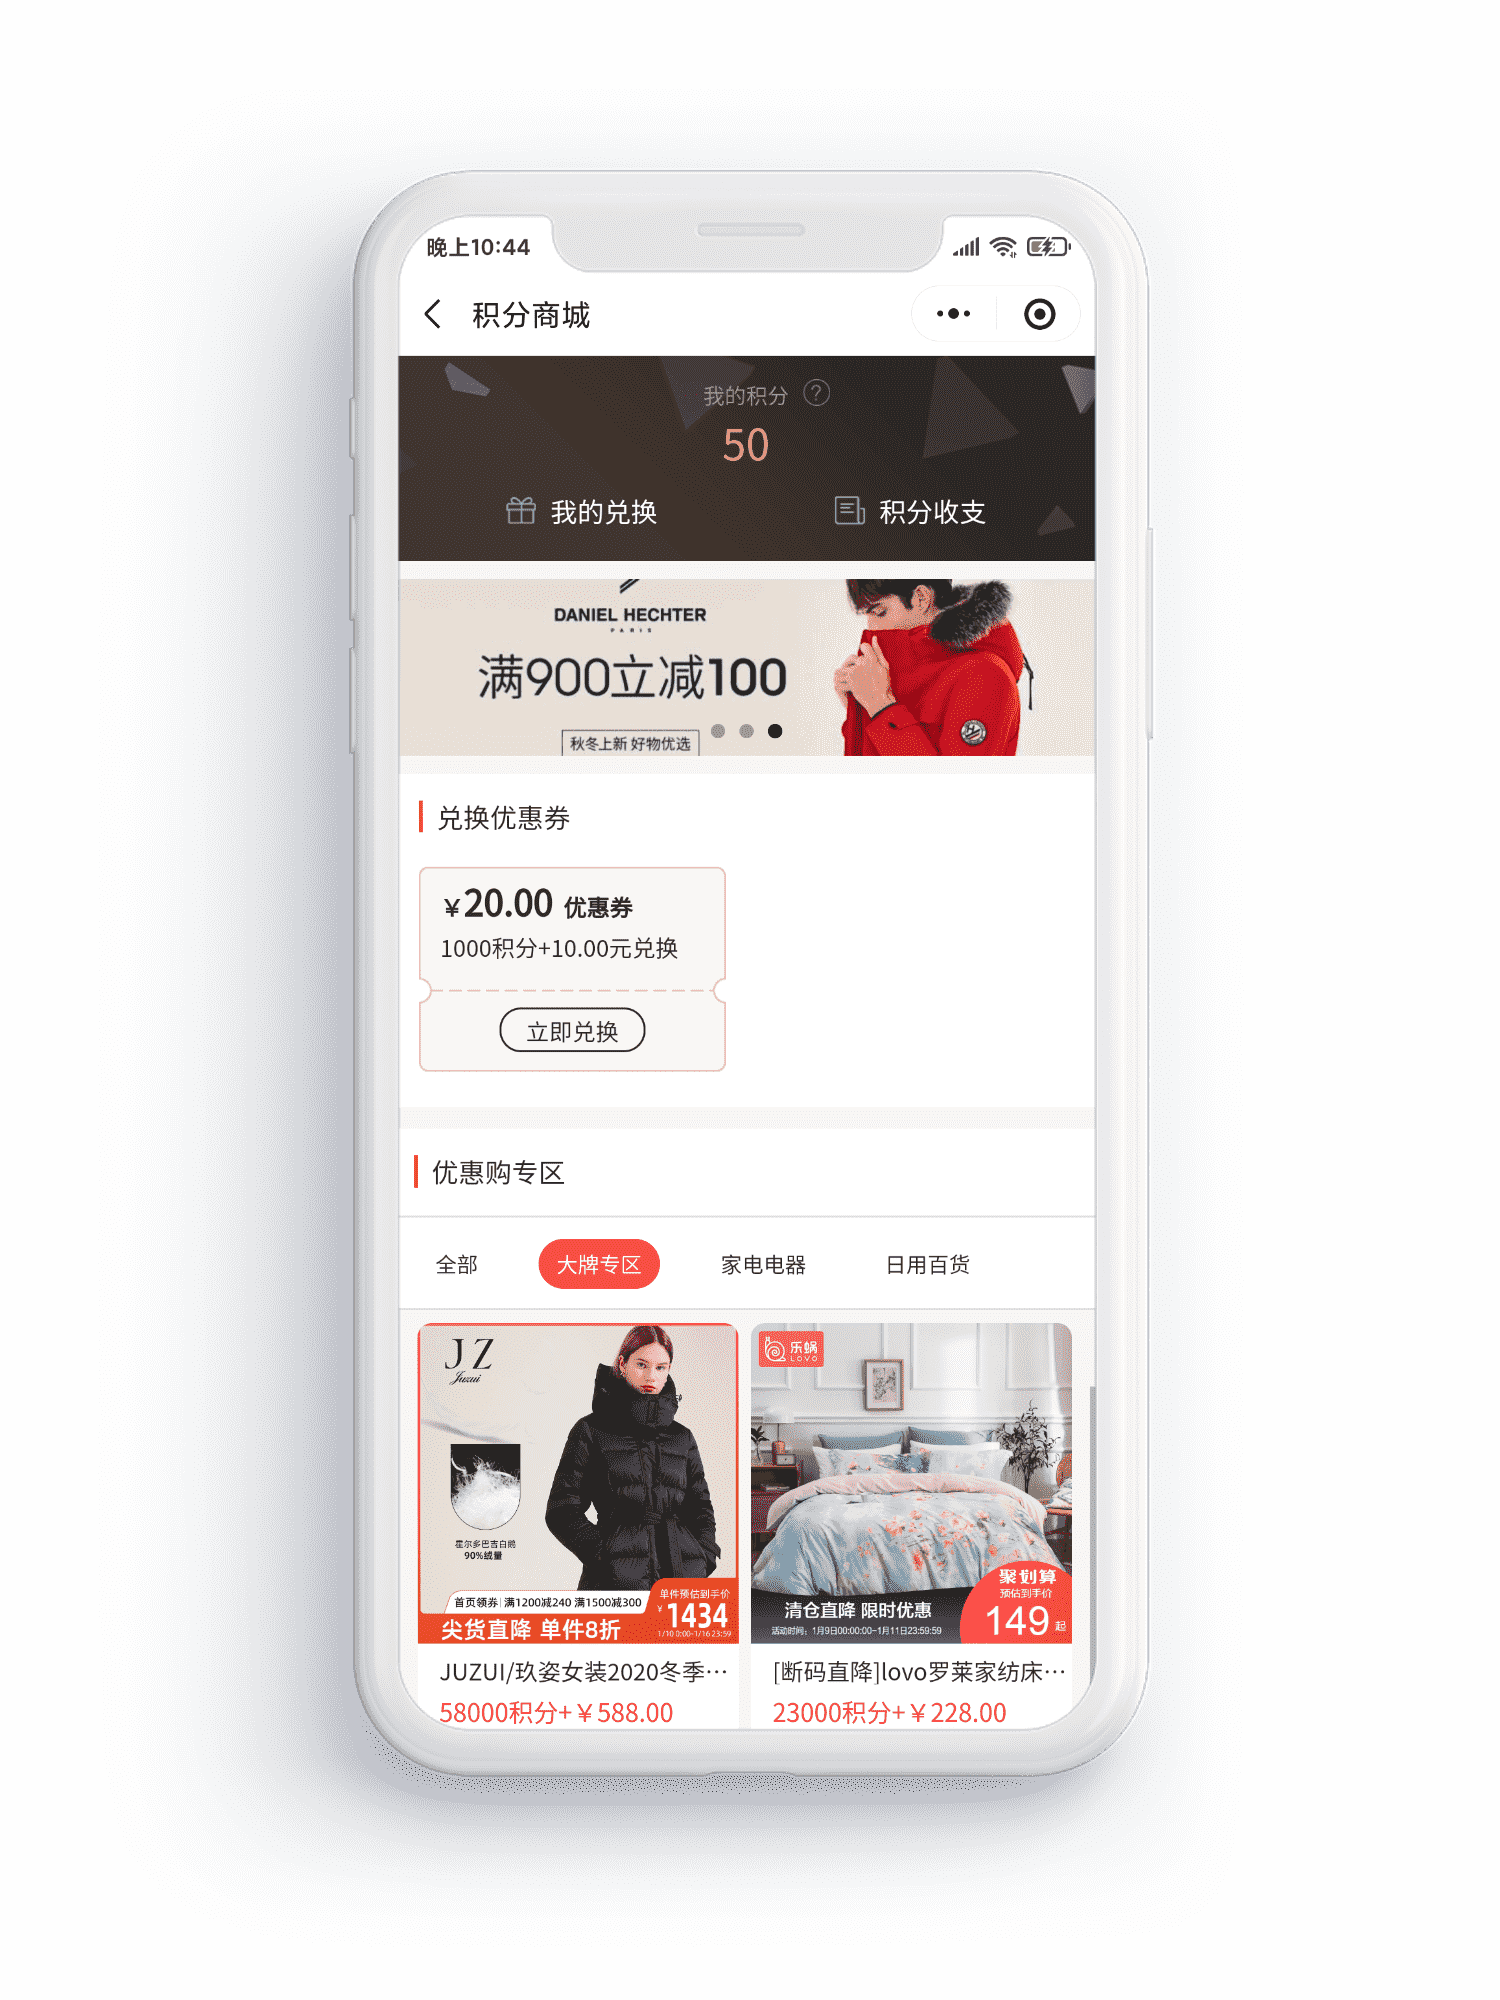 晚上10:44
积分商城
我的积分 ?
50
我的兑换
积分收支
DANIEL HECHTER
PARIS
满900立减100
秋冬上新 好物优选
兑换优惠券
￥20.00 优惠券
1000积分+10.00元兑换
立即兑换
优惠购专区
全部
大牌专区
家电电器
日用百货
JZ
Juzui
霍尔多巴吉白鹅
90%绒量
首页领券 | 满1200减240 满1500减300
尖货直降 单件8折
单件预估到手价
￥1434
1/10 0:00-1/16 23:59
JUZUI/玖姿女装2020冬季…
58000积分+￥588.00
乐蜗
LOVO
清仓直降 限时优惠
活动时间：1月9日00:00:00~1月11日23:59:59
聚划算
预估到手价
149起
[断码直降]lovo罗莱家纺床…
23000积分+￥228.00